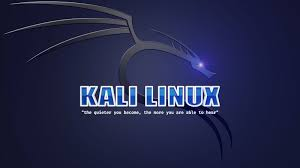 KALI LINUX
"the quieter you become, the more you are able to hear"